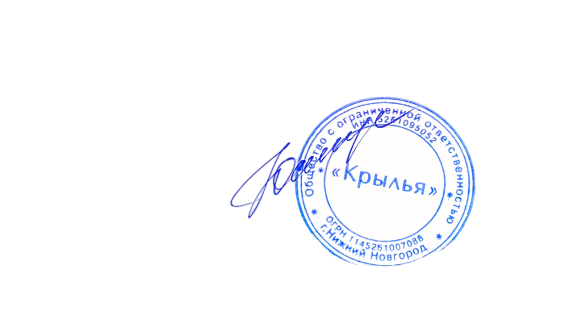 Общество с ограниченной ответственностью
ИНН 5261095052
«Крылья»
ОГРН 1145261007088
г.Нижний Новгород